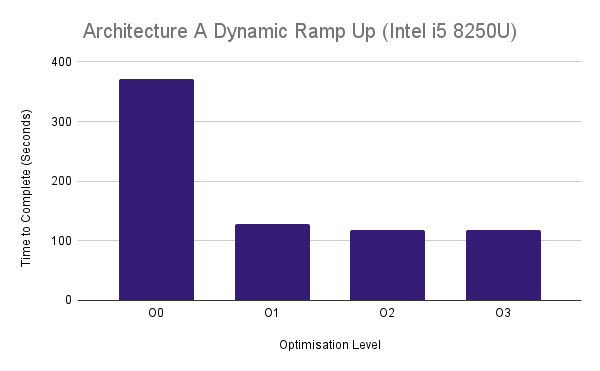 Architecture A Dynamic Ramp Up (Intel i5 8250U)
400
300
200
100
0
Time to Complete (Seconds)
O0 O1 O2 O3
Optimisation Level